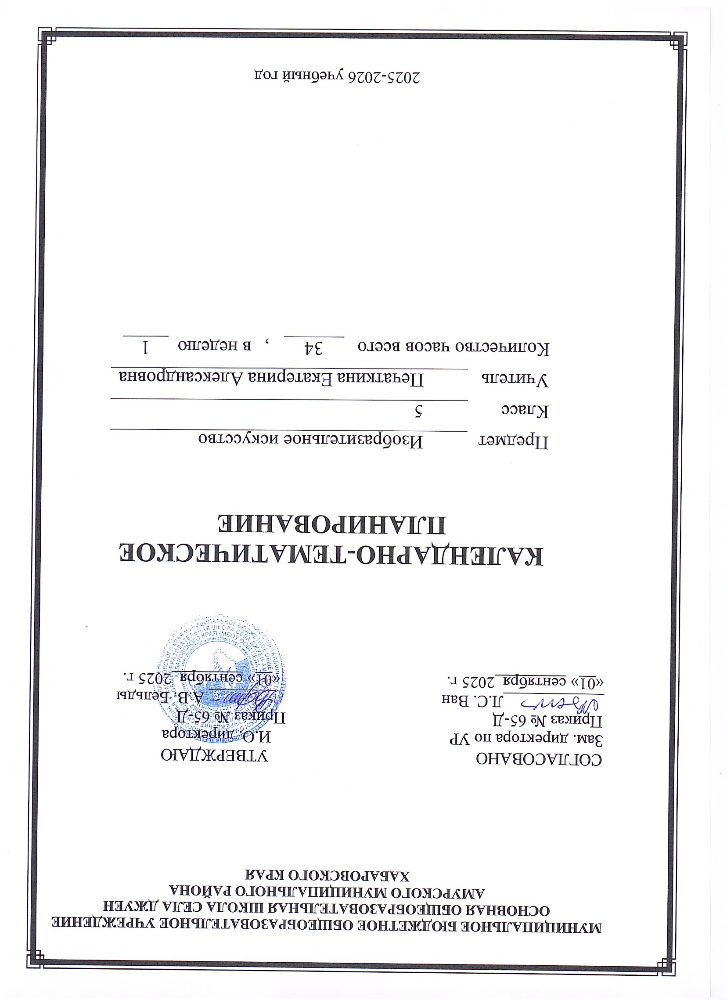 МУНИЦИПАЛЬНОЕ БЮДЖЕТНОЕ ОБЩЕОБРАЗОВАТЕЛЬНОЕ УЧРЕЖДЕНИЕ
ОСНОВНАЯ ОБЩЕОБРАЗОВАТЕЛЬНАЯ ШКОЛА СЕЛА ДЖУЕН
АМУРСКОГО МУНИЦИПАЛЬНОГО РАЙОНА
ХАБАРОВСКОГО КРАЯ
СОГЛАСОВАНО
Зам. директора по УР
Приказ № 65-Д
Л.С. Ван
«01» сентября 2025 г.
УТВЕРЖДАЮ
И.О. директора
Приказ № 65-Д
А.В. Бельды
«01» сентября 2025 г.
КАЛЕНДАРНО-ТЕМАТИЧЕСКОЕ
ПЛАНИРОВАНИЕ
Предмет Изобразительное искусство
Класс 5
Учитель Печаткина Екатерина Александровна
Количество часов всего 34 , в неделю 1
2025-2026 учебный год